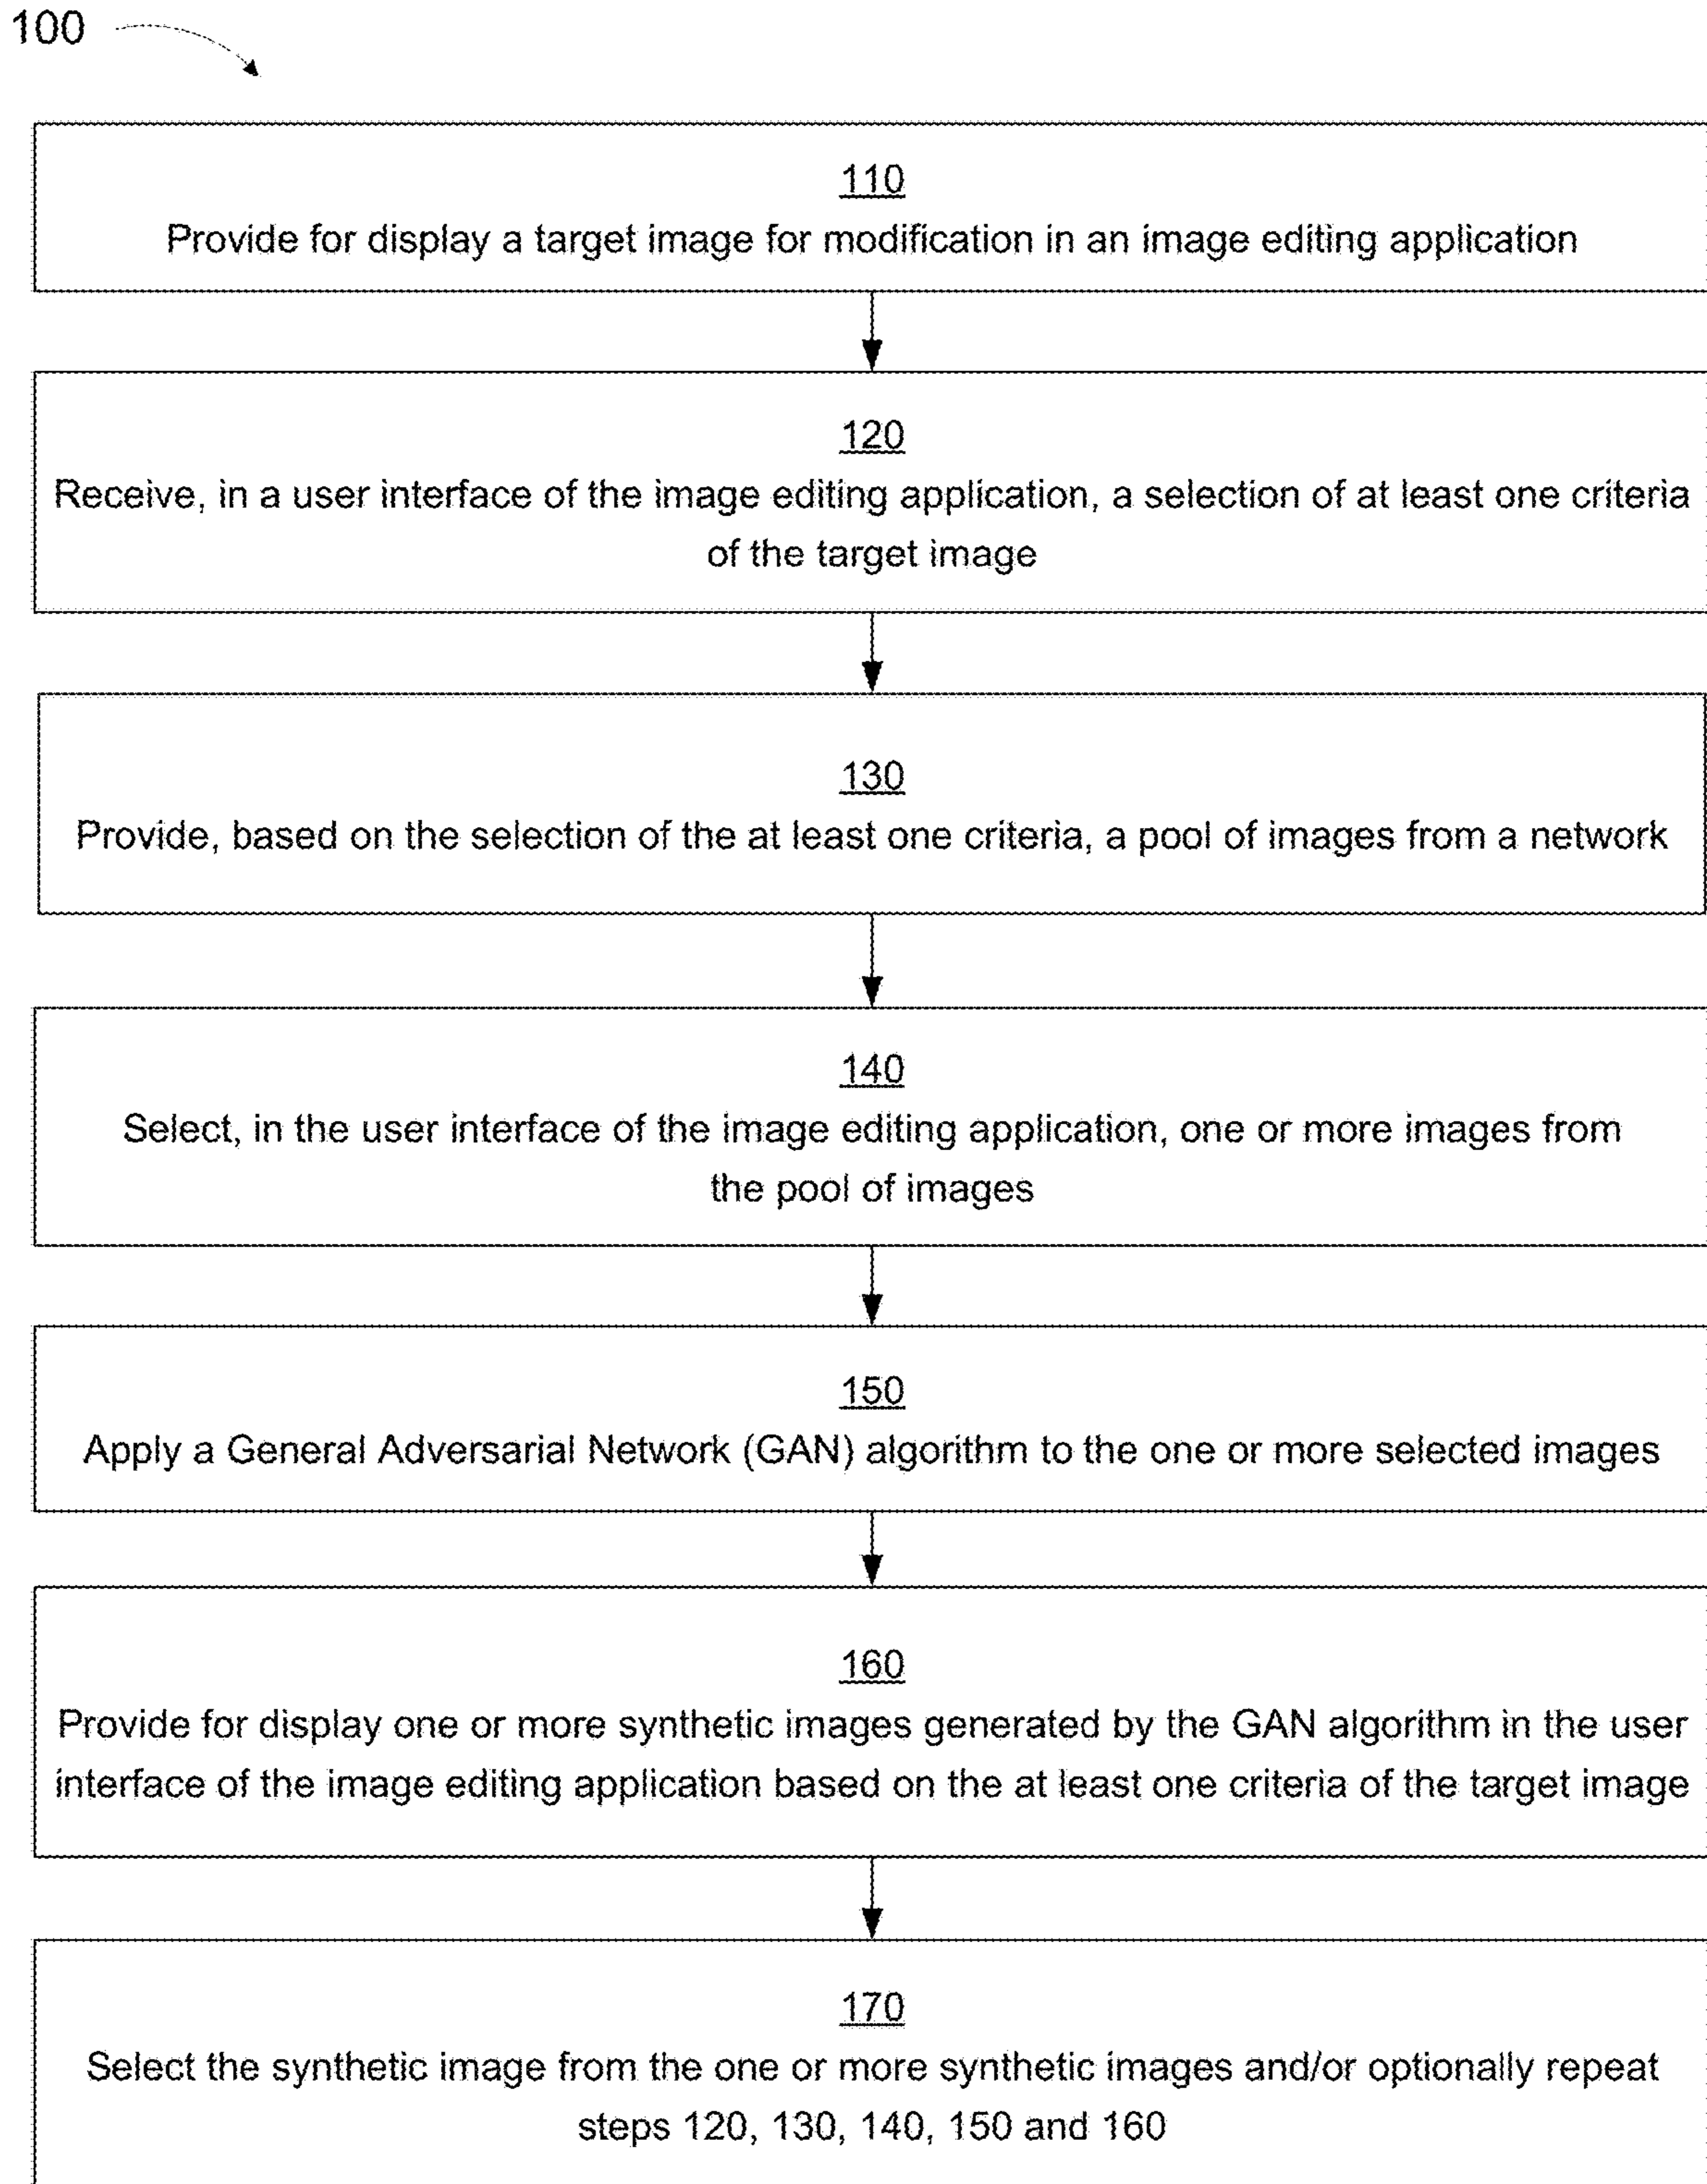 100
110
Provide for display a target image for modification in an image editing application
120
Receive, in a user interface of the image editing application, a selection of at least one criteria
of the target image
130
Provide, based on the selection of the at least one criteria, a pool of images from a network
140
Select, in the user interface of the image editing application, one or more images from
the pool of images
150
Apply a General Adversarial Network (GAN) algorithm to the one or more selected images
160
Provide for display one or more synthetic images generated by the GAN algorithm in the user
interface of the image editing application based on the at least one criteria of the target image
170
Select the synthetic image from the one or more synthetic images and/or optionally repeat
steps 120, 130, 140, 150 and 160